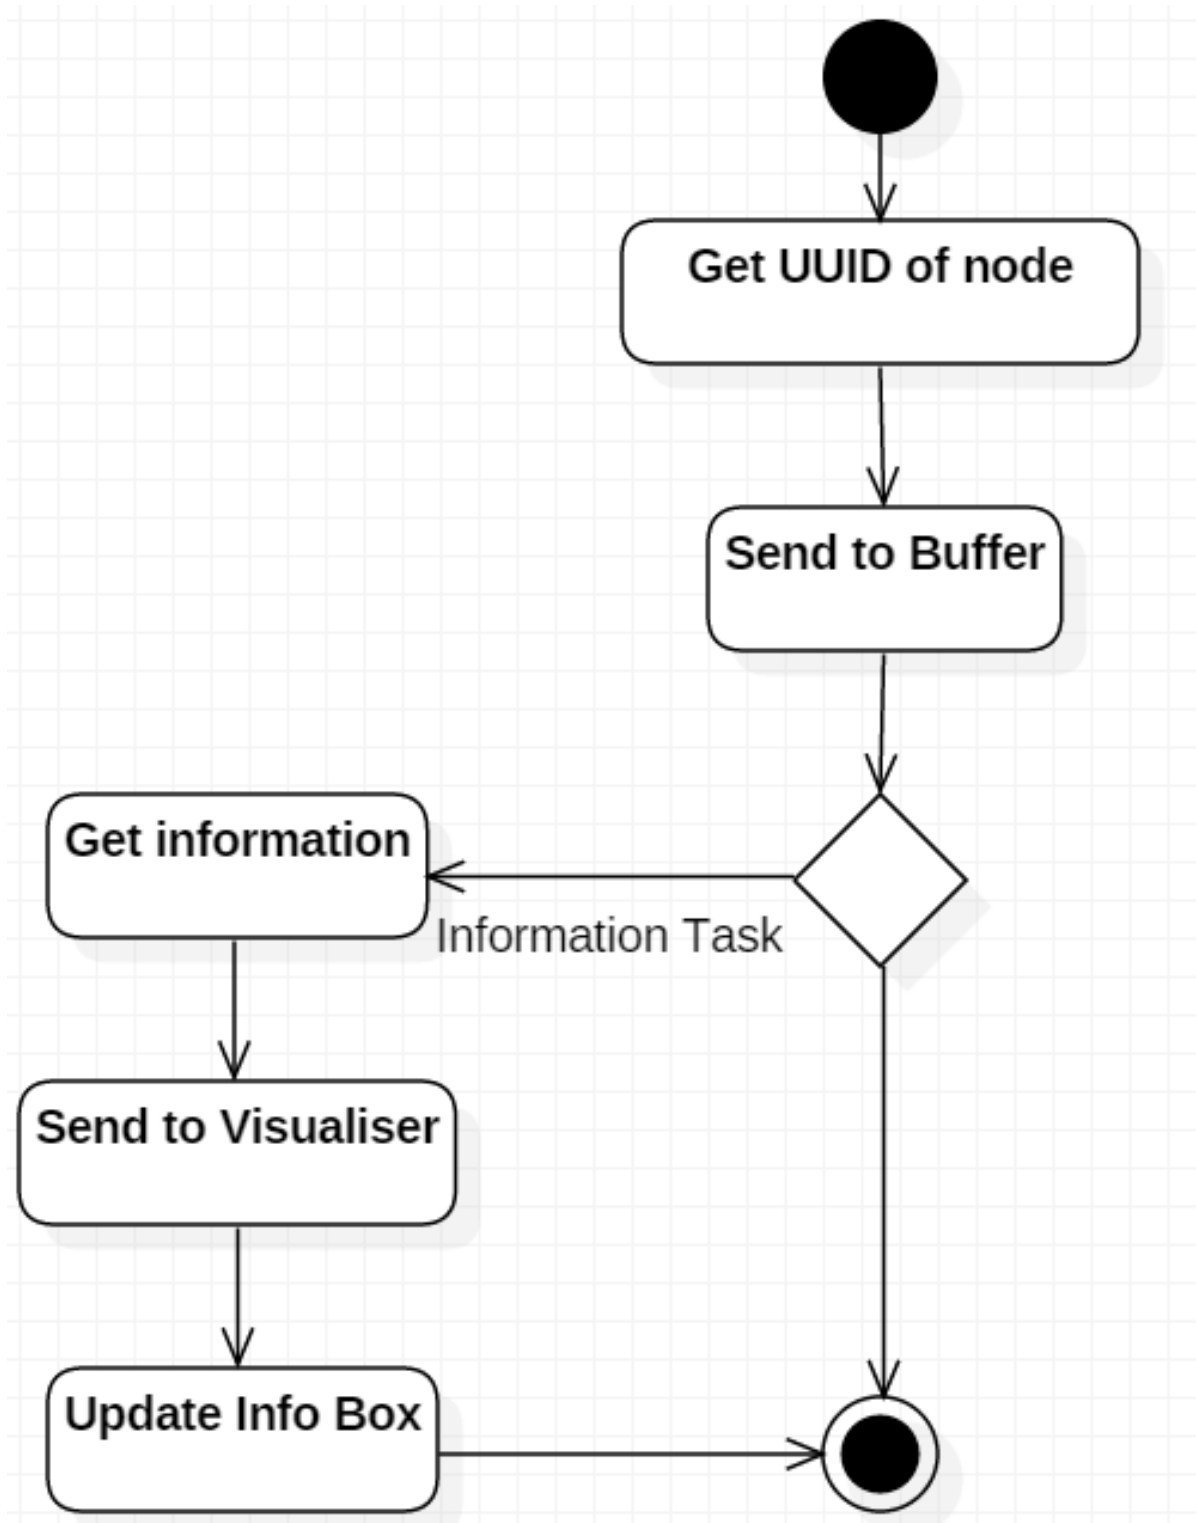 Get UUID of node
Send to Buffer
Get information
Information Task
Send to Visualiser
Update Info Box